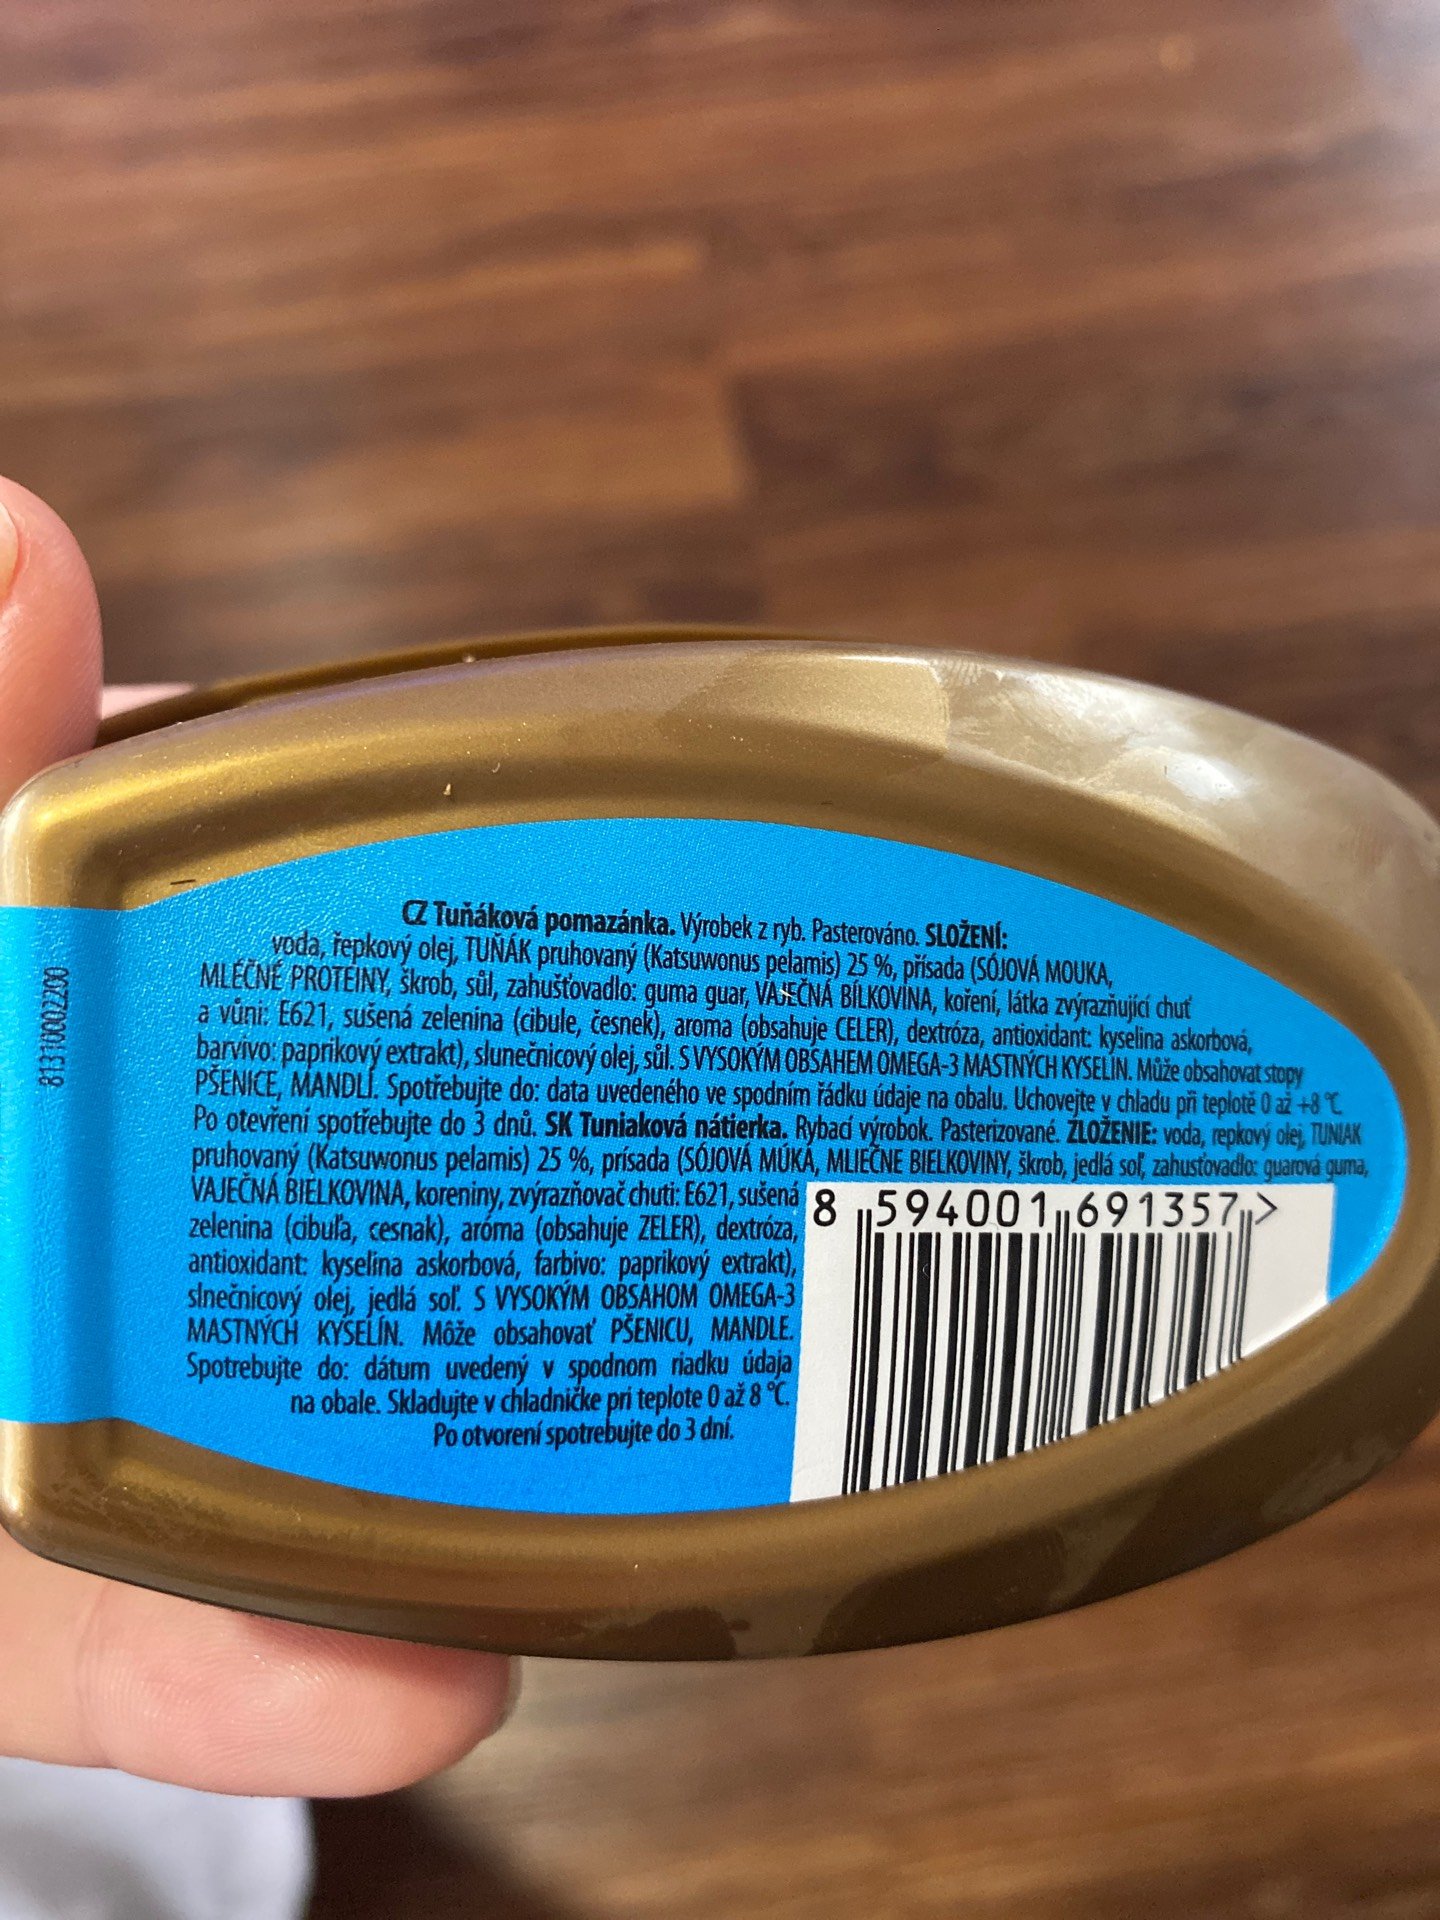 CZ Tuňáková pomazánka. Výrobek z ryb. Pasterováno. SLOŽENÍ:
voda, řepkový olej, TUŇÁK pruhovaný (Katsuwonus pelamis) 25 %, přísada (SÓJOVÁ MOUKA,
MLÉČNÉ PROTEINY, škrob, sůl, zahušťovadlo: guma guar, VAJEČNÁ BÍLKOVINA, koření, látka zvýrazňující chuť
a vůni: E621, sušená zelenina (cibule, česnek), aroma (obsahuje CELER), dextróza, antioxidant: kyselina askorbová,
barvivo: paprikový extrakt), slunečnicový olej, sůl. S VYSOKÝM OBSAHEM OMEGA-3 MASTNÝCH KYSELIN. Může obsahovat stopy
PŠENICE, MANDLÍ. Spotřebujte do: data uvedeného ve spodním řádku údaje na obalu. Uchovejte v chladu při teplotě 0 až +8 °C.
Po otevření spotřebujte do 3 dnů. SK Tuniaková nátierka. Rybací výrobok. Pasterizované. ZLOŽENIE: voda, repkový olej, TUNIAK
pruhovaný (Katsuwonus pelamis) 25 %, prísada (SÓJOVÁ MÚKA, MLIEČNE BIELKOVINY, škrob, jedlá soľ, zahusťovadlo: guarová guma,
VAJEČNÁ BIELKOVINA, koreniny, zvýrazňovač chuti: E621, sušená
zelenina (cibuľa, cesnak), aróma (obsahuje ZELER), dextróza,
antioxidant: kyselina askorbová, farbivo: paprikový extrakt),
slnečnicový olej, jedlá soľ. S VYSOKÝM OBSAHOM OMEGA-3
MASTNÝCH KYSELÍN. Môže obsahovať PŠENICU, MANDLE.
Spotrebujte do: dátum uvedený v spodnom riadku údaja
na obale. Skladujte v chladničke pri teplote 0 až 8 °C.
Po otvorení spotrebujte do 3 dní.
8 594001 691357 >
8131/0002200